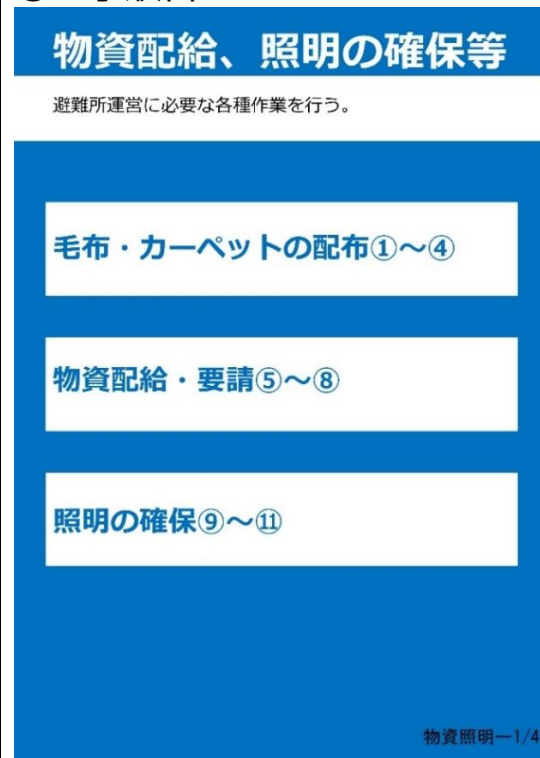 物資配給、照明の確保等
避難所運営に必要な各種作業を行う。
毛布・カーペットの配布①～④
物資配給・要請⑤～⑧
照明の確保⑨～⑪
物資照明ー1/4